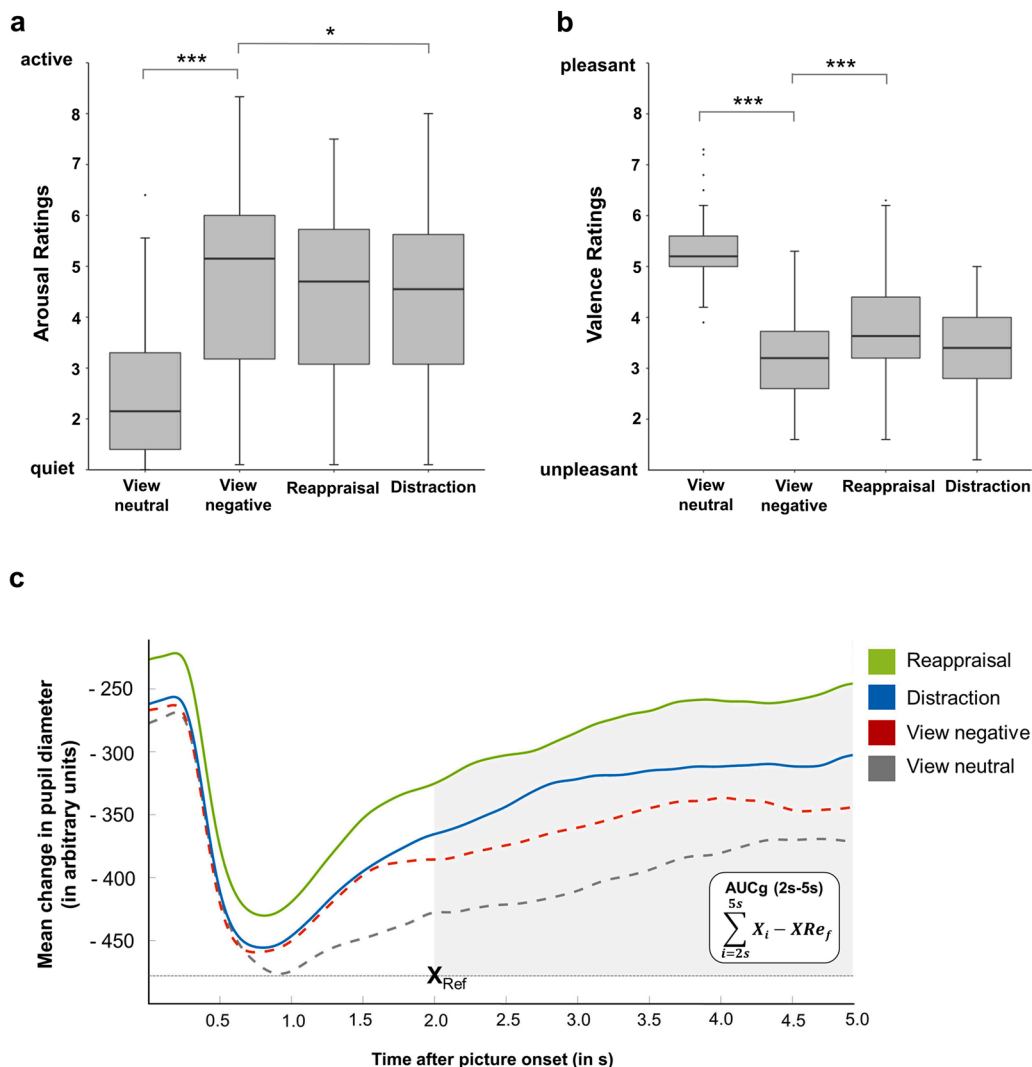 a
active
***
*
8
7
6
5
4
3
2
quiet
Arousal Ratings
View
neutral
View
negative
Reappraisal
Distraction
b
pleasant
***
***
8
7
6
5
4
3
2
unpleasant
Valence Ratings
View
neutral
View
negative
Reappraisal
Distraction
c
Mean change in pupil diameter
(in arbitrary units)
- 250
- 300
- 350
- 400
- 450
Reappraisal
Distraction
View negative
View neutral
AUCg (2s-5s)
5s
∑ Xᵢ − XRe_f
i=2s
X Ref
0.5
1.0
1.5
2.0
2.5
3.0
3.5
4.0
4.5
5.0
Time after picture onset (in s)